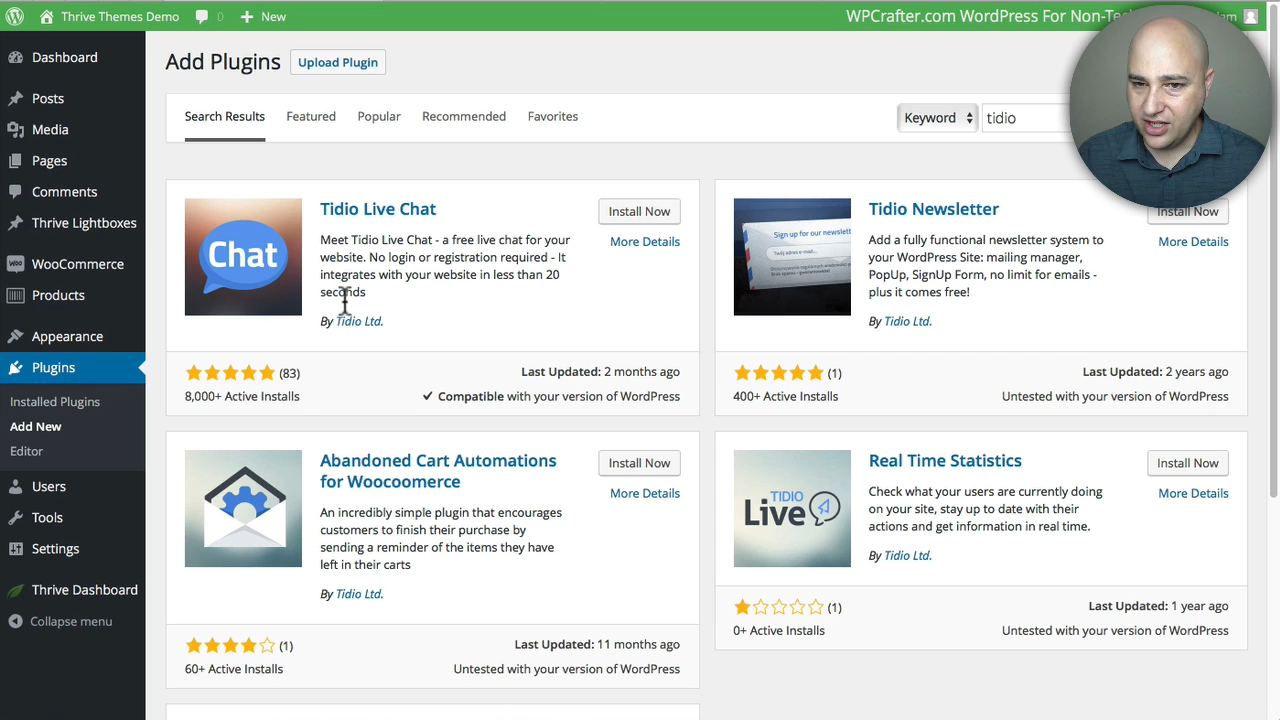 Thrive Themes Demo
0
New
WPCrafter.com WordPress For Non-Te
Dashboard
Posts
Media
Pages
Comments
Thrive Lightboxes
WooCommerce
Products
Appearance
Plugins
Installed Plugins
Add New
Editor
Users
Tools
Settings
Thrive Dashboard
Collapse menu
Add Plugins
Upload Plugin
Search Results
Featured
Popular
Recommended
Favorites
Keyword
tidio
Chat
Tidio Live Chat
Install Now
More Details
Meet Tidio Live Chat - a free live chat for your
website. No login or registration required - It
integrates with your website in less than 20
seconds
By Tidio Ltd.
(83)
8,000+ Active Installs
Last Updated: 2 months ago
Compatible with your version of WordPress
Sign up for our newslett
Tidio Newsletter
Install Now
More Details
Add a fully functional newsletter system to
your WordPress Site: mailing manager,
PopUp, SignUp Form, no limit for emails -
plus it comes free!
By Tidio Ltd.
(1)
400+ Active Installs
Last Updated: 2 years ago
Untested with your version of WordPress
Abandoned Cart Automations
for Woocoomerce
Install Now
More Details
An incredibly simple plugin that encourages
customers to finish their purchase by
sending a reminder of the items they have
left in their carts
By Tidio Ltd.
(1)
60+ Active Installs
Last Updated: 11 months ago
Untested with your version of WordPress
TIDIO
Live
Real Time Statistics
Install Now
More Details
Check what your users are currently doing
on your site, stay up to date with their
actions and get information in real time.
By Tidio Ltd.
(1)
0+ Active Installs
Last Updated: 1 year ago
Untested with your version of WordPress